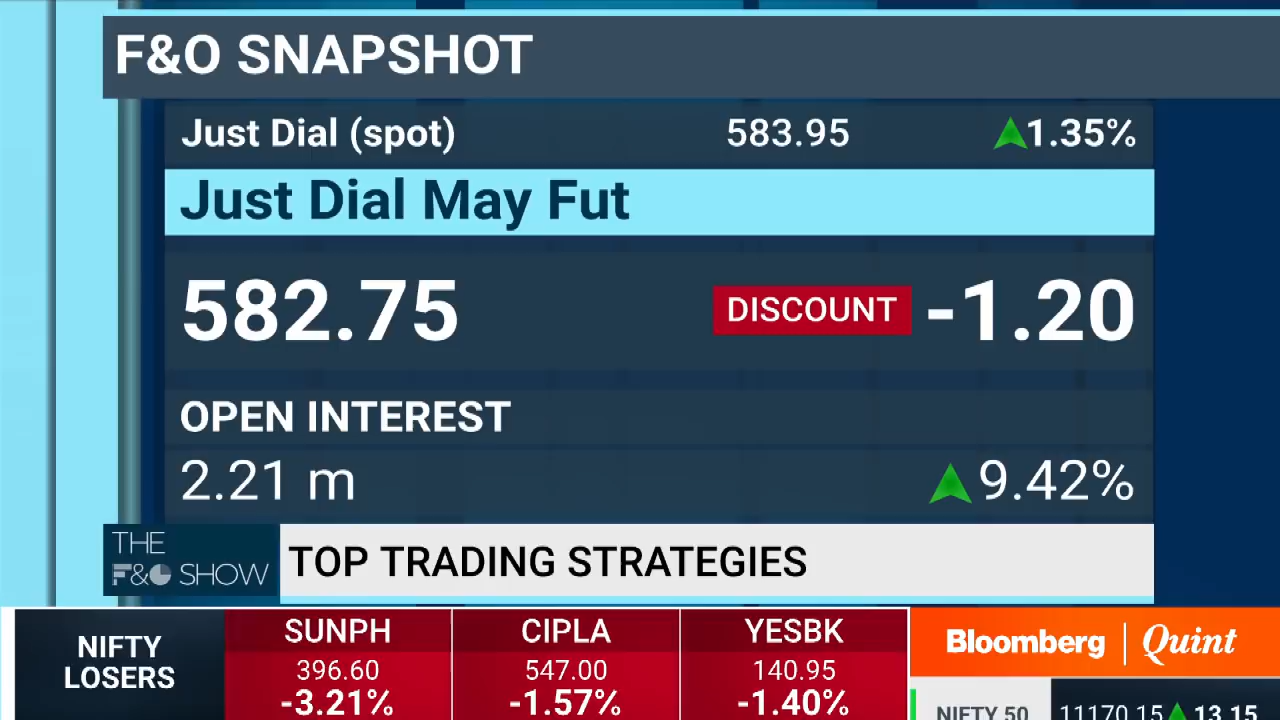 F&O SNAPSHOT
Just Dial (spot) 583.95 ▲1.35%
Just Dial May Fut
582.75 DISCOUNT -1.20
OPEN INTEREST
2.21 m ▲9.42%
THE
F&O SHOW
TOP TRADING STRATEGIES
NIFTY
LOSERS
SUNPH
396.60
-3.21%
CIPLA
547.00
-1.57%
YESBK
140.95
-1.40%
Bloomberg | Quint
NIFTY 50 11170.15 ▲ 13.15